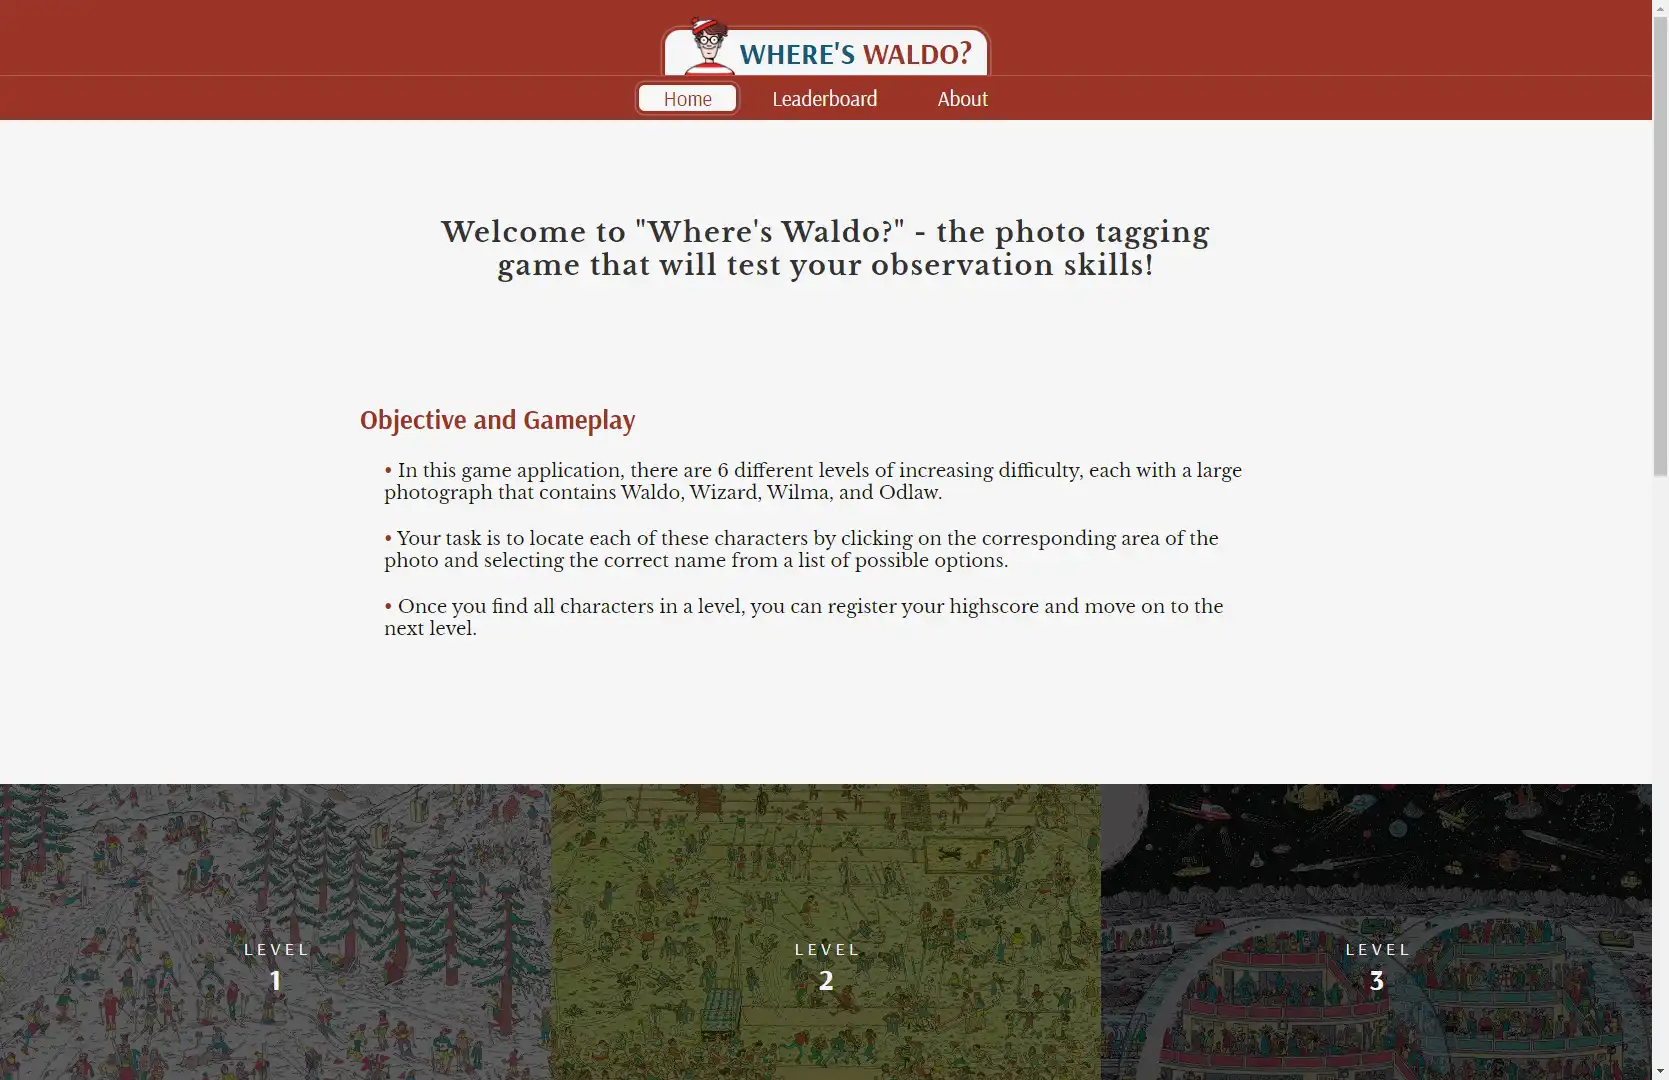 WHERE'S WALDO?
Home Leaderboard About
Welcome to "Where's Waldo?" - the photo tagging
game that will test your observation skills!
Objective and Gameplay
• In this game application, there are 6 different levels of increasing difficulty, each with a large
photograph that contains Waldo, Wizard, Wilma, and Odlaw.
• Your task is to locate each of these characters by clicking on the corresponding area of the
photo and selecting the correct name from a list of possible options.
• Once you find all characters in a level, you can register your highscore and move on to the
next level.
LEVEL
1
LEVEL
2
LEVEL
3